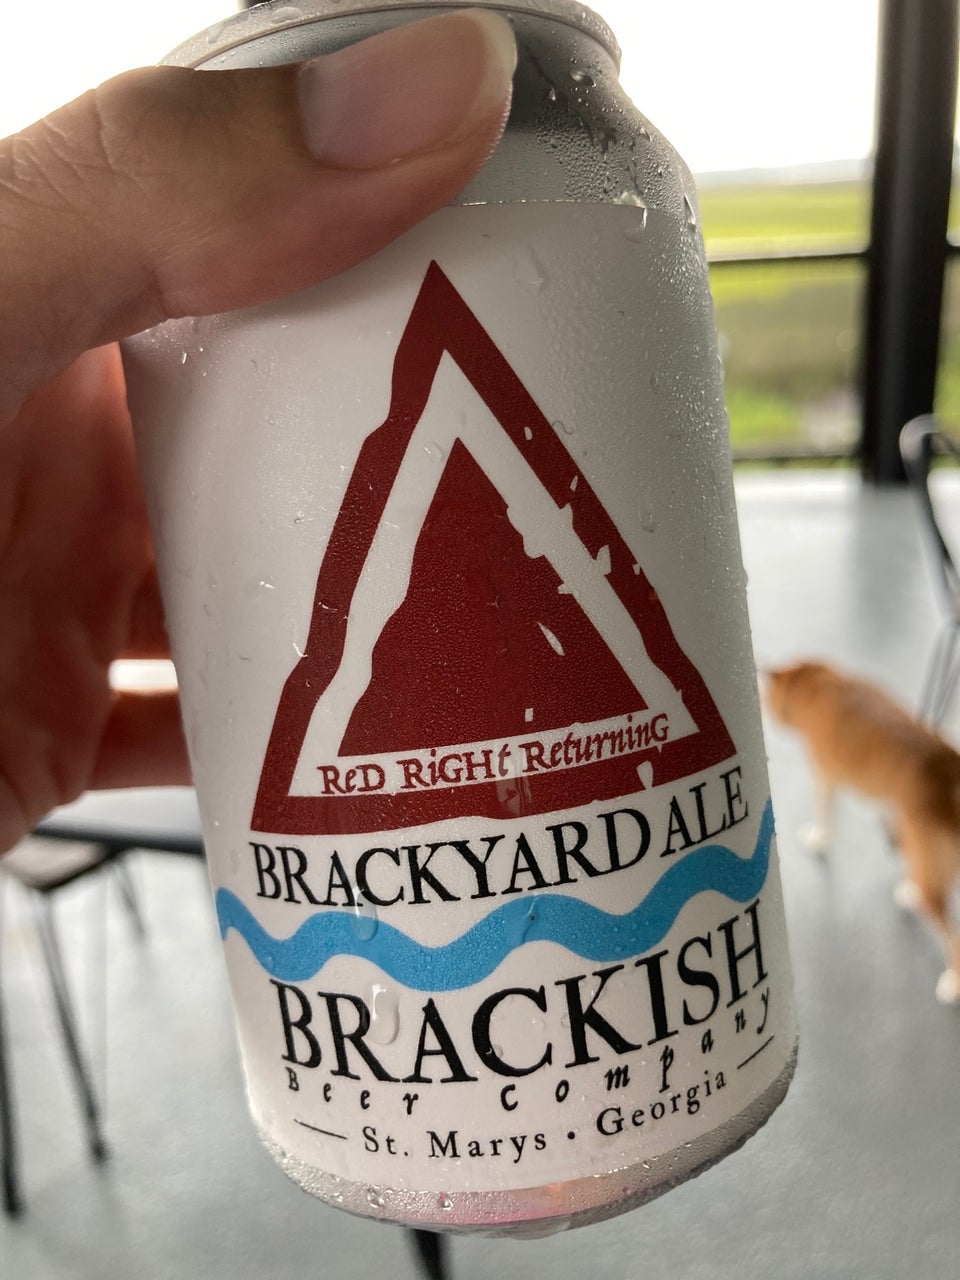 ReD RiGHt ReturninG
BRACKYARD ALE
BRACKISH
Beer Company
— St. Marys • Georgia —